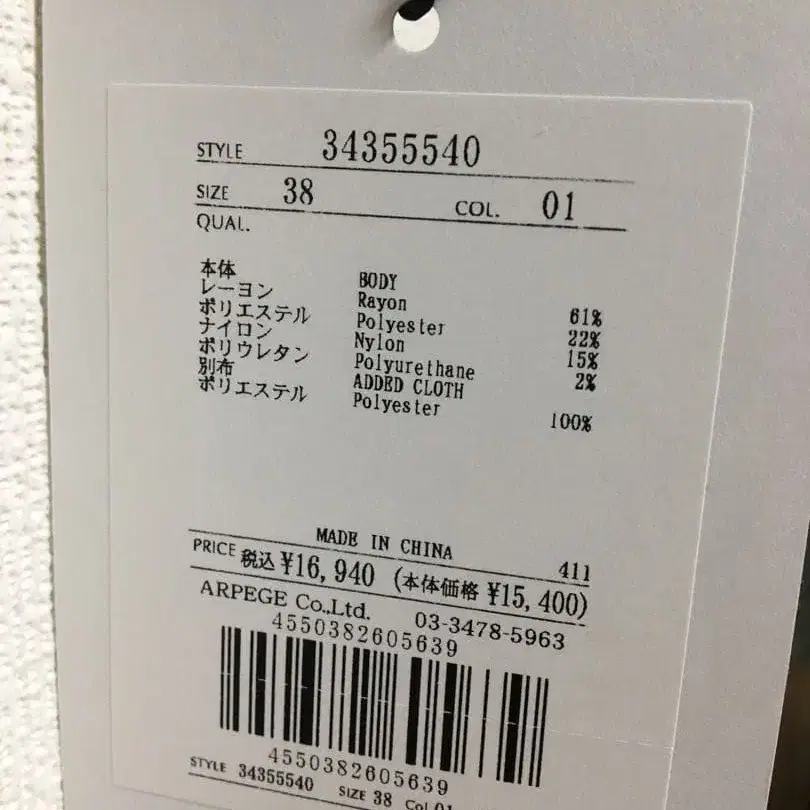 STYLE 34355540
SIZE 38 COL. 01
QUAL.
本体 BODY
レーヨン Rayon 61%
ポリエステル Polyester 22%
ナイロン Nylon 15%
ポリウレタン Polyurethane 2%
別布 ADDED CLOTH
ポリエステル Polyester 100%
MADE IN CHINA 411
PRICE 税込 ¥16,940 (本体価格 ¥15,400)
ARPEGE Co.,Ltd. 03-3478-5963
4550382605639
4550382605639
STYLE 34355540 SIZE 38 Col 01